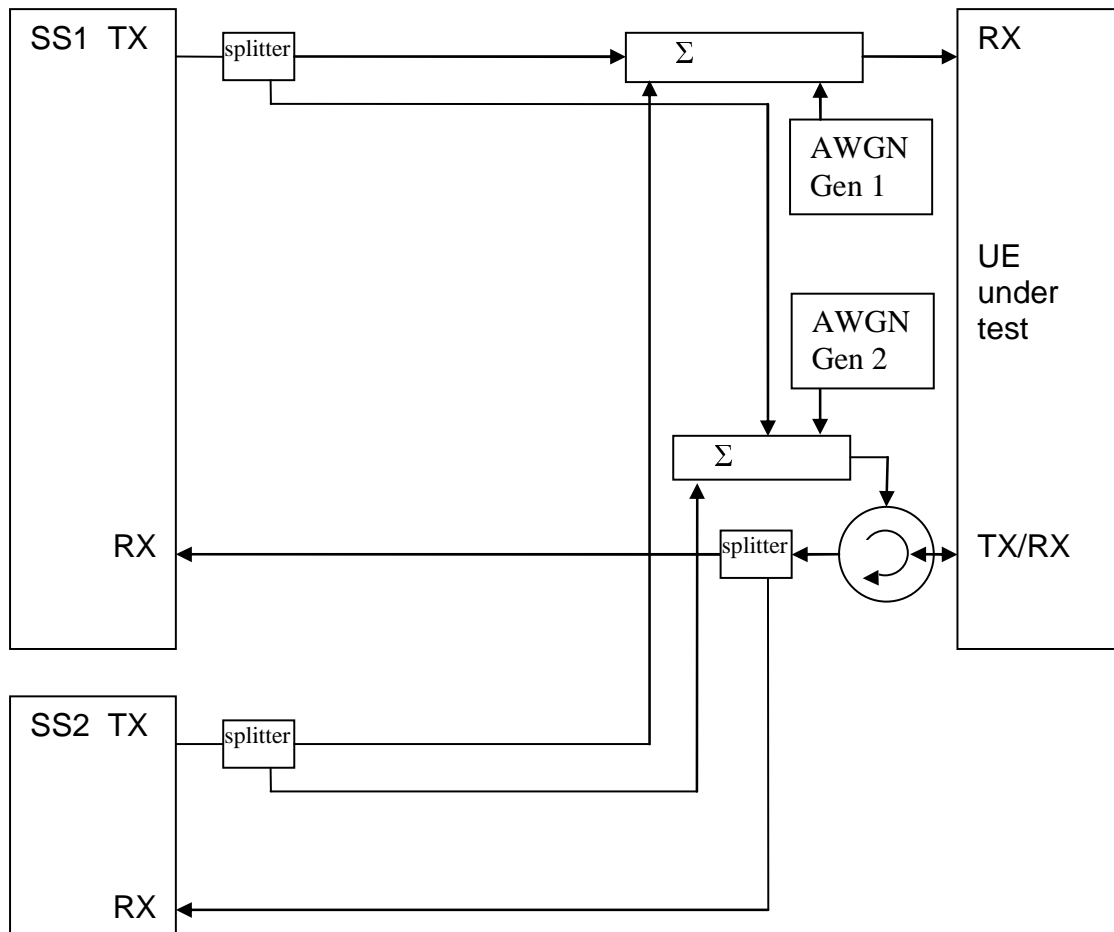 SS1 TX
splitter
Σ
RX
AWGN
Gen 1
UE
under
test
AWGN
Gen 2
Σ
RX
splitter
TX/RX
SS2 TX
splitter
RX